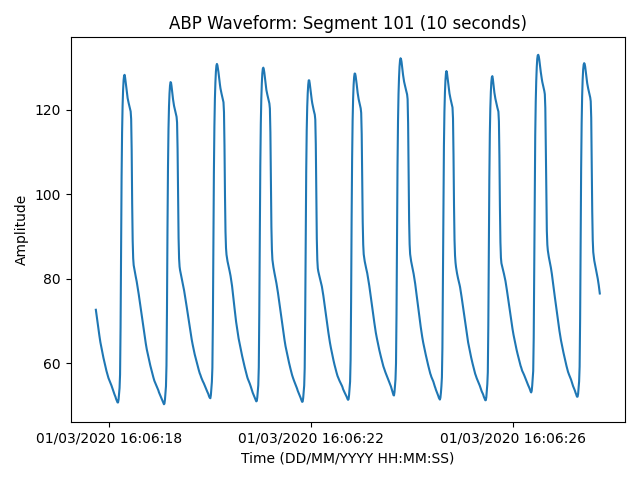 ABP Waveform: Segment 101 (10 seconds)
120
100
80
60
Amplitude
01/03/2020 16:06:18
01/03/2020 16:06:22
01/03/2020 16:06:26
Time (DD/MM/YYYY HH:MM:SS)